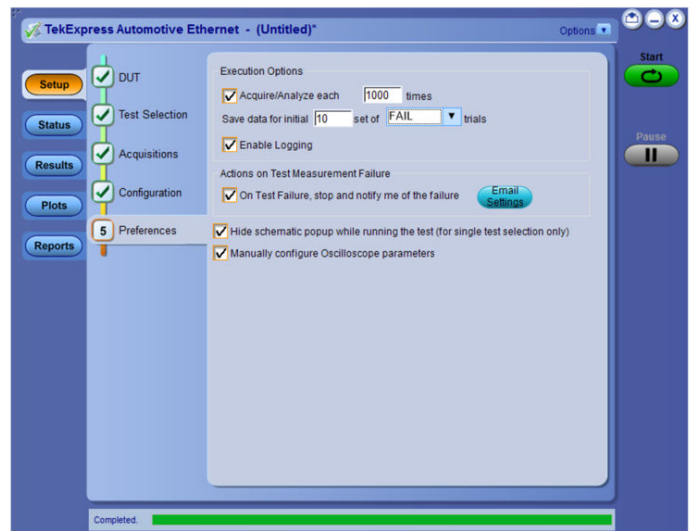 TekExpress Automotive Ethernet - (Untitled)*
Options
Start
Pause
Setup
Status
Results
Plots
Reports
DUT
Test Selection
Acquisitions
Configuration
5 Preferences
Execution Options
Acquire/Analyze each 1000 times
Save data for initial 10 set of FAIL trials
Enable Logging
Actions on Test Measurement Failure
On Test Failure, stop and notify me of the failure
Email
Settings
Hide schematic popup while running the test (for single test selection only)
Manually configure Oscilloscope parameters
Completed.